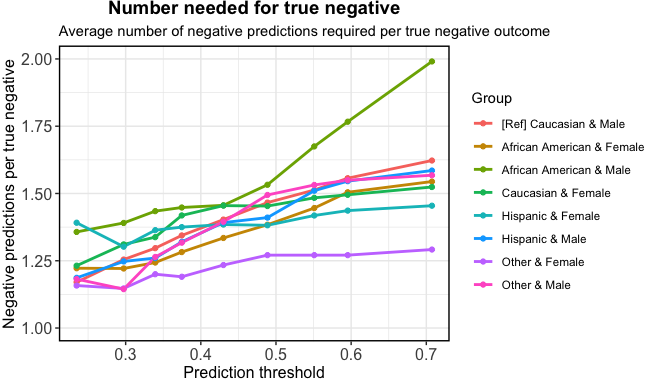 Number needed for true negative
Average number of negative predictions required per true negative outcome
Negative predictions per true negative
2.00
1.75
1.50
1.25
1.00
0.3 0.4 0.5 0.6 0.7
Prediction threshold
Group
[Ref] Caucasian & Male
African American & Female
African American & Male
Caucasian & Female
Hispanic & Female
Hispanic & Male
Other & Female
Other & Male